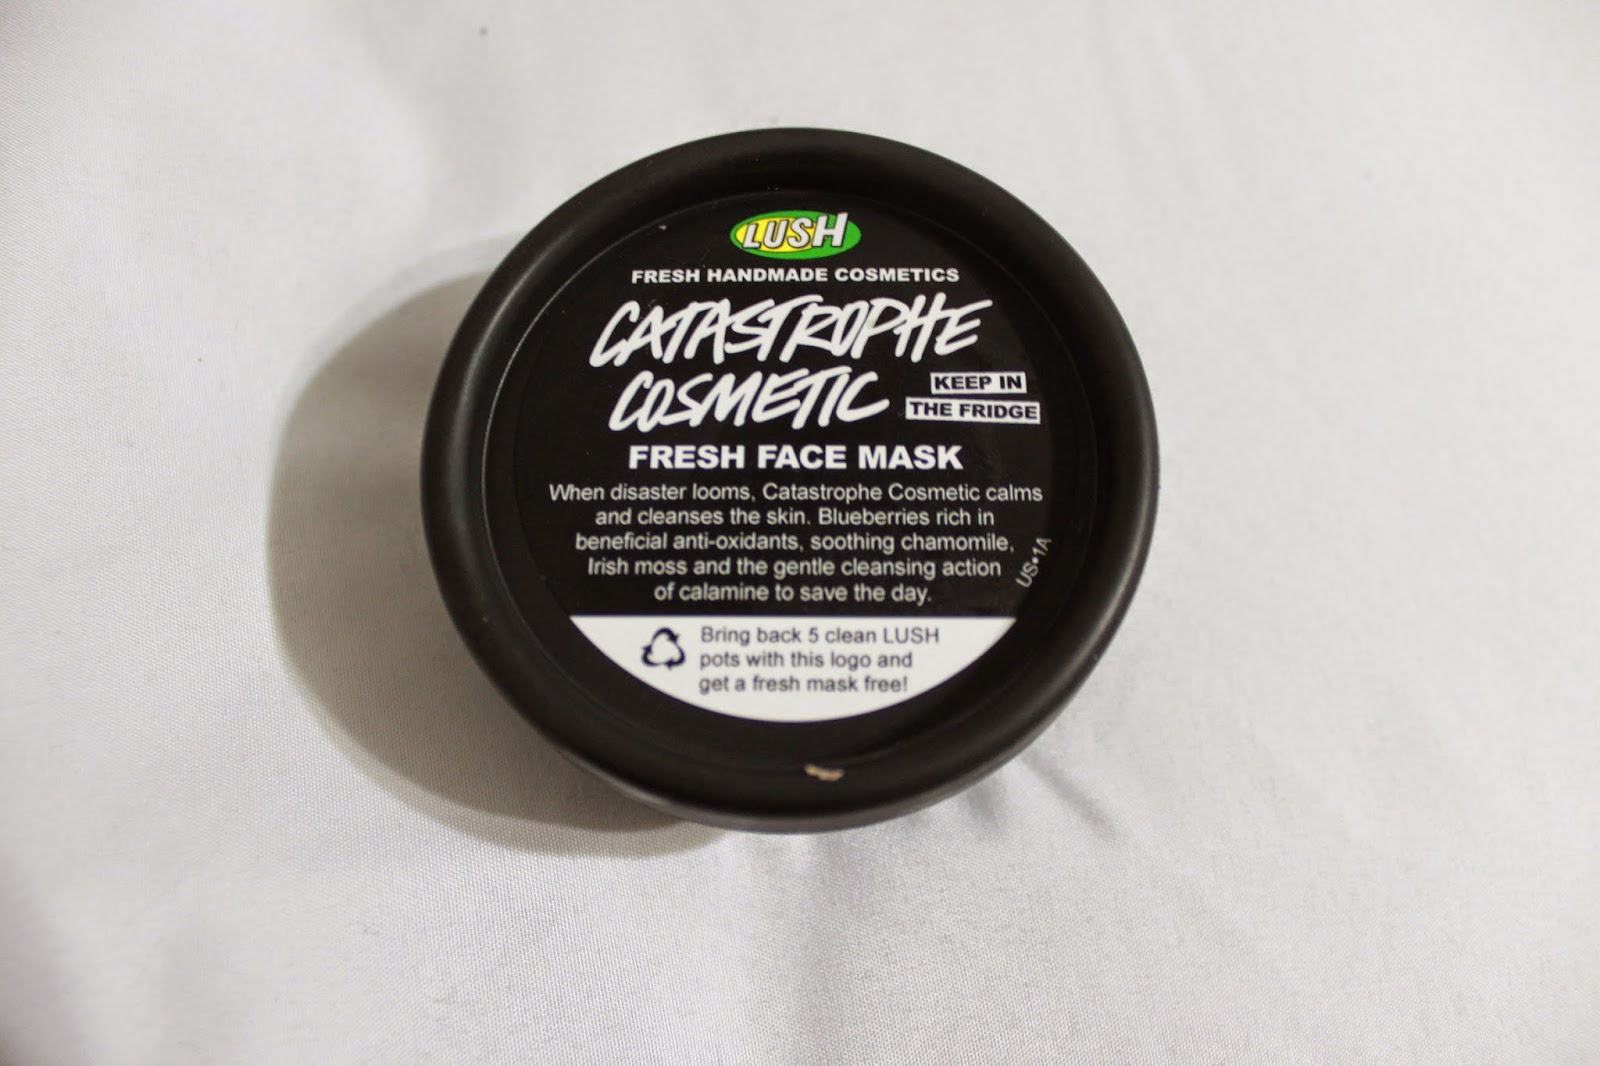 LUSH
FRESH HANDMADE COSMETICS
CATASTROPHE
COSMETIC
KEEP IN
THE FRIDGE
FRESH FACE MASK
When disaster looms, Catastrophe Cosmetic calms
and cleanses the skin. Blueberries rich in
beneficial anti-oxidants, soothing chamomile,
Irish moss and the gentle cleansing action
of calamine to save the day.
US•1A
Bring back 5 clean LUSH
pots with this logo and
get a fresh mask free!